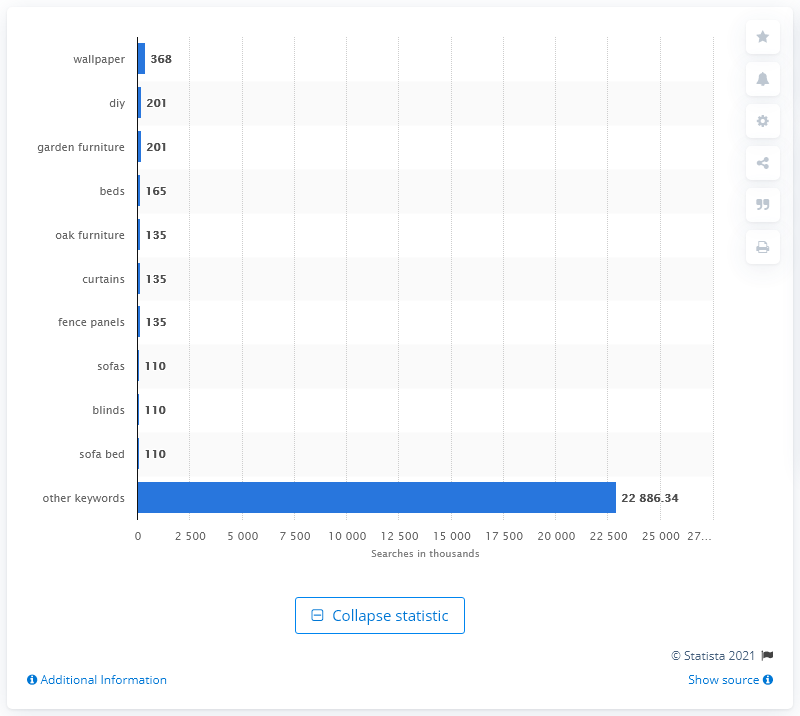 wallpaper 368
diy 201
garden furniture 201
beds 165
oak furniture 135
curtains 135
fence panels 135
sofas 110
blinds 110
sofa bed 110
other keywords 22 886.34
0 2 500 5 000 7 500 10 000 12 500 15 000 17 500 20 000 22 500 25 000 27...
Searches in thousands
Collapse statistic
© Statista 2021
Additional Information Show source